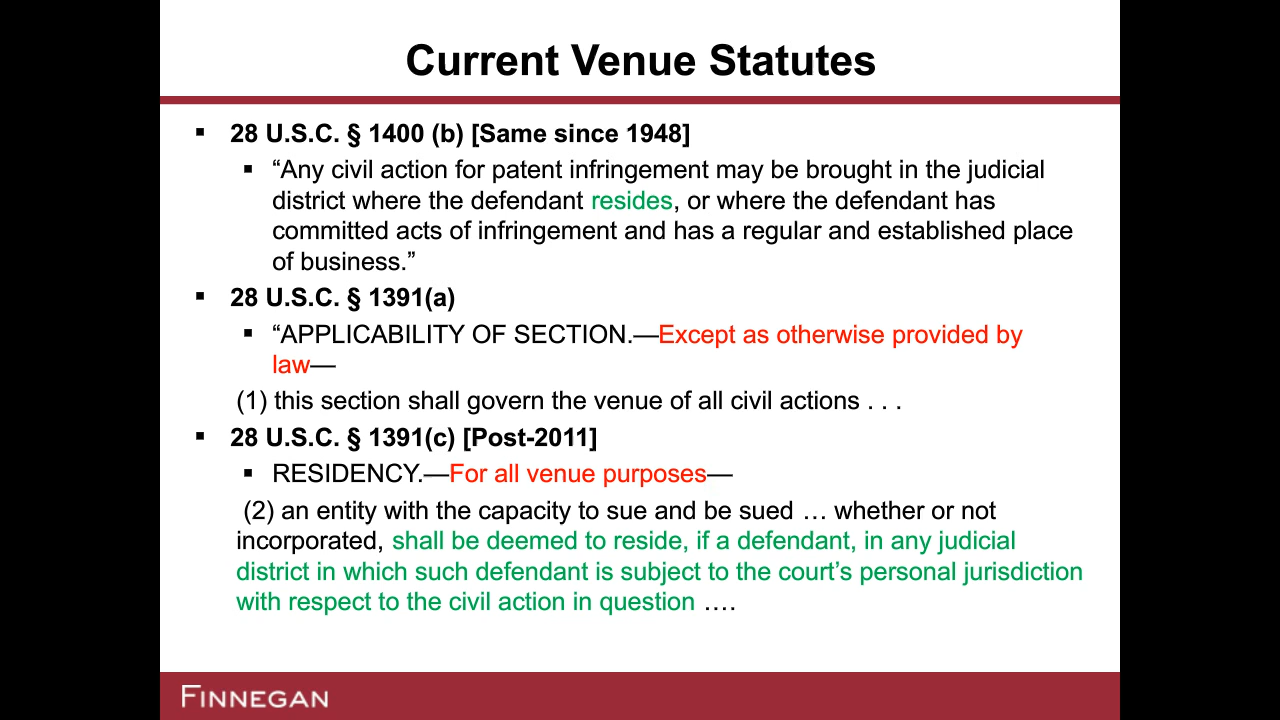 Current Venue Statutes
▪ 28 U.S.C. § 1400 (b) [Same since 1948]
▪ “Any civil action for patent infringement may be brought in the judicial
district where the defendant resides, or where the defendant has
committed acts of infringement and has a regular and established place
of business.”
▪ 28 U.S.C. § 1391(a)
▪ “APPLICABILITY OF SECTION.—Except as otherwise provided by
law—
(1) this section shall govern the venue of all civil actions . . .
▪ 28 U.S.C. § 1391(c) [Post-2011]
▪ RESIDENCY.—For all venue purposes—
(2) an entity with the capacity to sue and be sued … whether or not
incorporated, shall be deemed to reside, if a defendant, in any judicial
district in which such defendant is subject to the court’s personal jurisdiction
with respect to the civil action in question ….
FINNEGAN